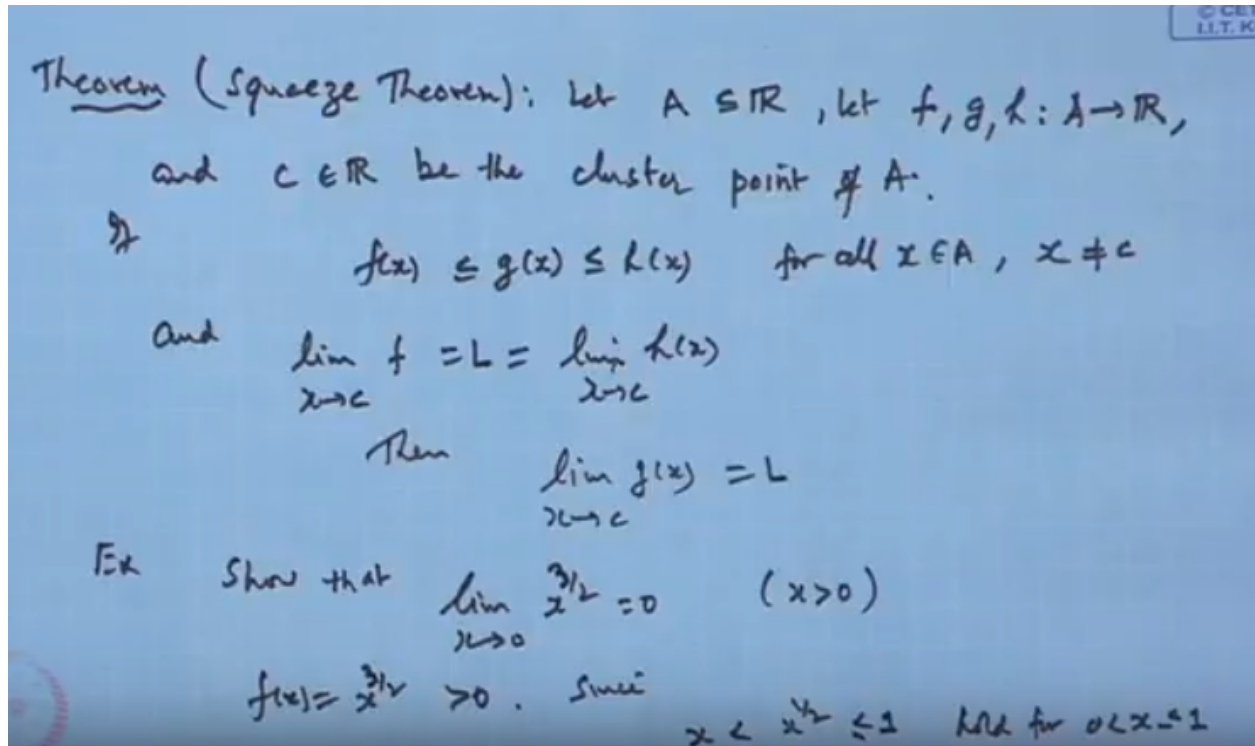 © CET
I.I.T. K
Theorem (Squeeze Theorem): Let A ⊆ ℝ, let f, g, h : A → ℝ,
and c ∈ ℝ be the cluster point of A.
If
f(x) ≤ g(x) ≤ h(x) for all x ∈ A, x ≠ c
and lim f = L = lim h(x)
x→c x→c
Then lim g(x) = L
x→c
Ex Show that lim x^{3/2} = 0 (x>0)
x→0
f(x) = x^{3/2} > 0. Since
x < x^{1/2} ≤ 1 hold for 0<x≤1